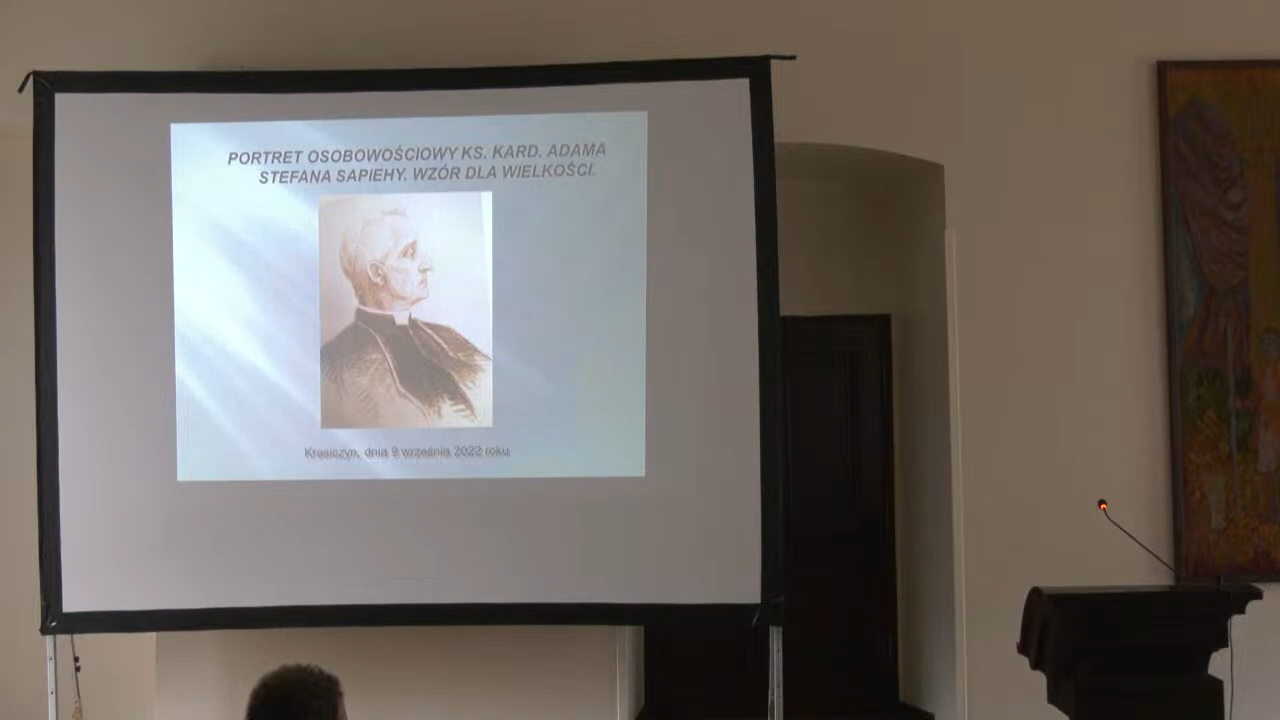 PORTRET OSOBOWOŚCIOWY KS. KARD. ADAMA
STEFANA SAPIEHY. WZÓR DLA WIELKOŚCI.
Krasiczyn, dnia 9 września 2022 roku